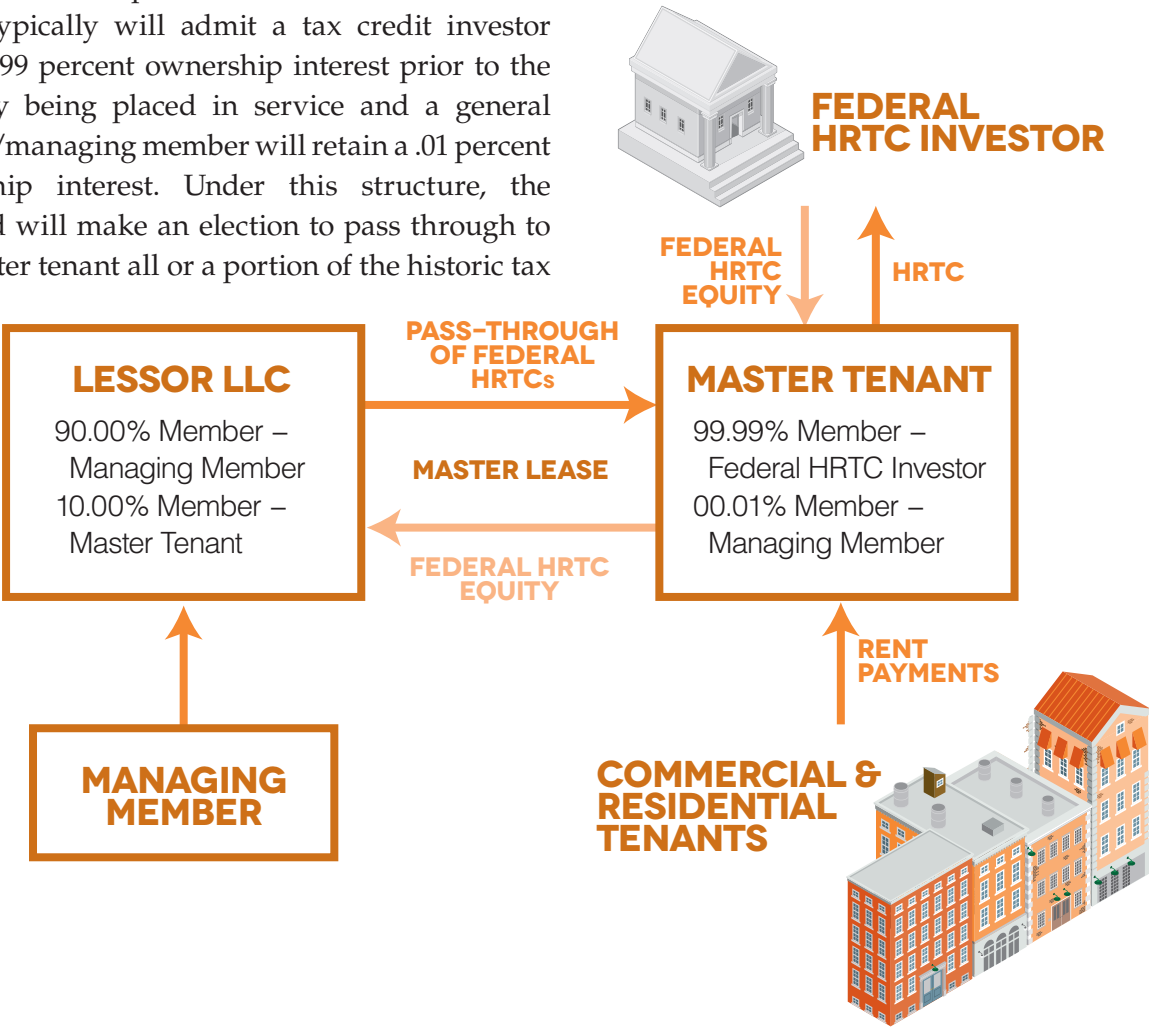 ypically will admit a tax credit investor
99 percent ownership interest prior to the
being placed in service and a general
/managing member will retain a .01 percent
interest. Under this structure, the
will make an election to pass through to
ter tenant all or a portion of the historic tax
FEDERAL
HRTC INVESTOR
FEDERAL
HRTC
EQUITY
HRTC
PASS–THROUGH
OF FEDERAL
HRTCs
LESSOR LLC
90.00% Member –
Managing Member
10.00% Member –
Master Tenant
MASTER LEASE
FEDERAL HRTC
EQUITY
MASTER TENANT
99.99% Member –
Federal HRTC Investor
00.01% Member –
Managing Member
RENT
PAYMENTS
MANAGING
MEMBER
COMMERCIAL &
RESIDENTIAL
TENANTS